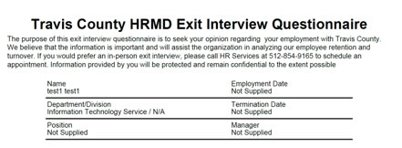 Travis County HRMD Exit Interview Questionnaire
The purpose of this exit interview questionnaire is to seek your opinion regarding your employment with Travis County.
We believe that the information is important and will assist the organization in analyzing our employee retention and
turnover. If you would prefer an in-person exit interview, please call HR Services at 512-854-9165 to schedule an
appointment. Information provided by you will be protected and remain confidential to the extent possible
Name Employment Date
test1 test1 Not Supplied
Department/Division Termination Date
Information Technology Service / N/A Not Supplied
Position Manager
Not Supplied Not Supplied